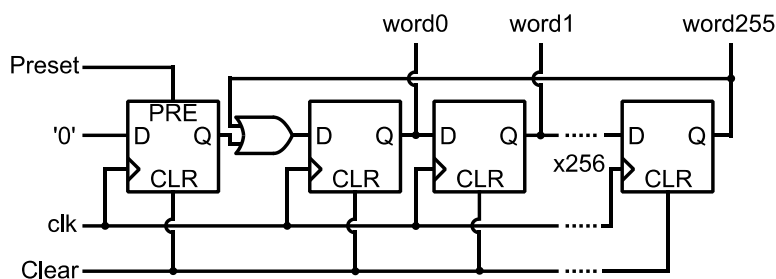 word0 word1 word255
Preset
PRE
'0' D Q D Q D Q D Q
x256
CLR CLR CLR CLR
clk
Clear